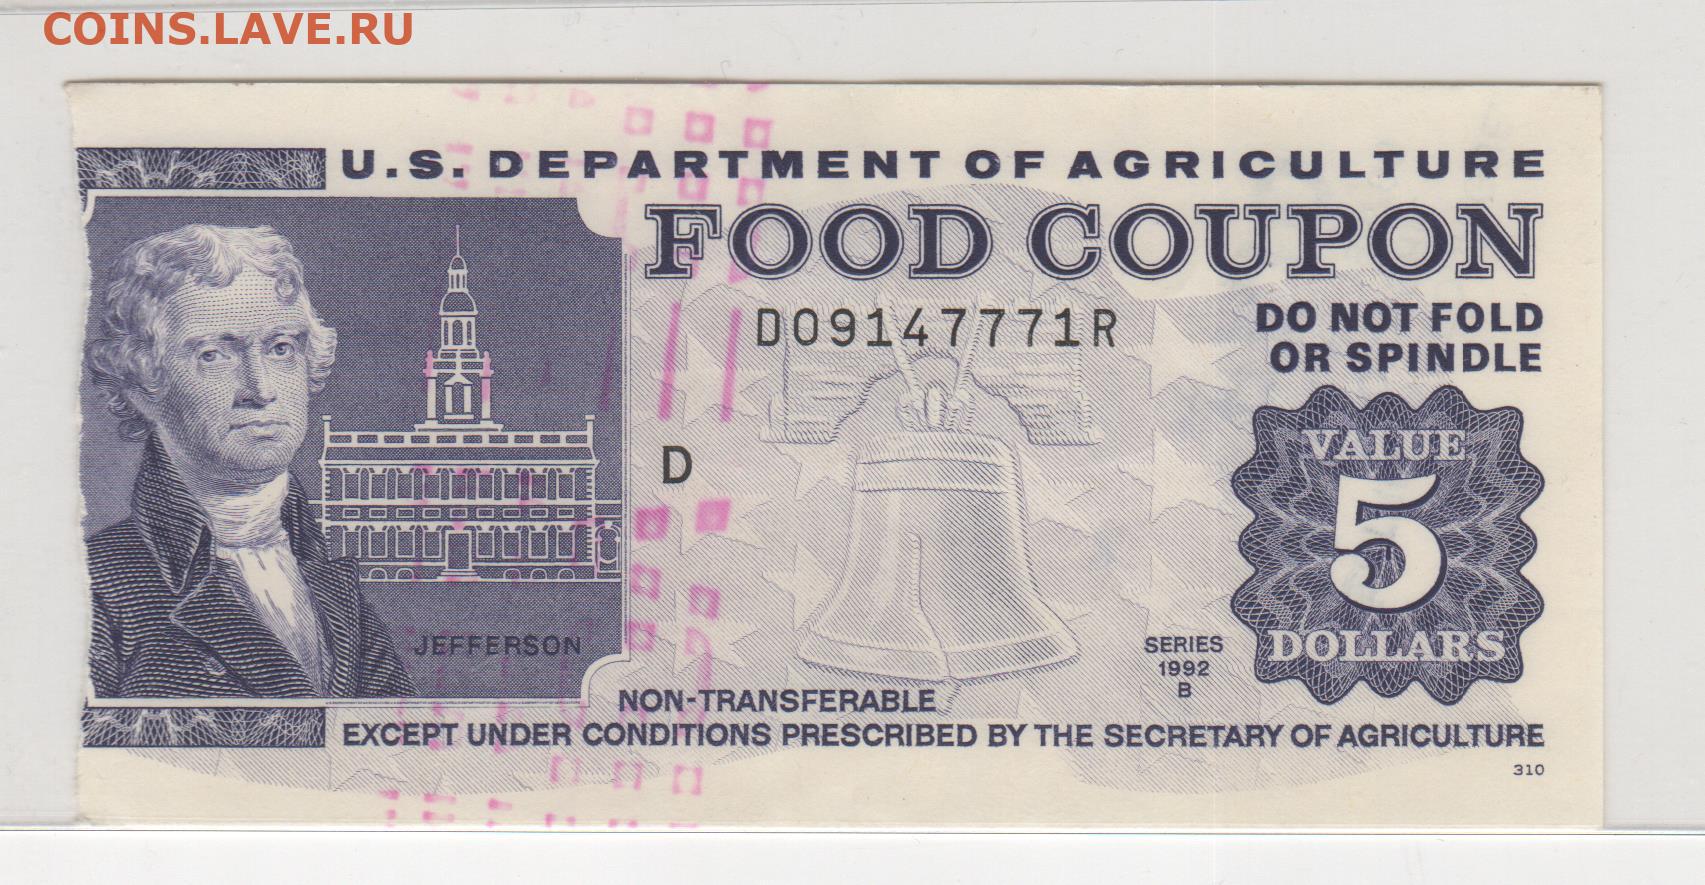 COINS.LAVE.RU
U.S. DEPARTMENT OF AGRICULTURE
FOOD COUPON
D09147771R
DO NOT FOLD
OR SPINDLE
D
VALUE
5
DOLLARS
JEFFERSON
SERIES
1992
B
NON-TRANSFERABLE
EXCEPT UNDER CONDITIONS PRESCRIBED BY THE SECRETARY OF AGRICULTURE
310